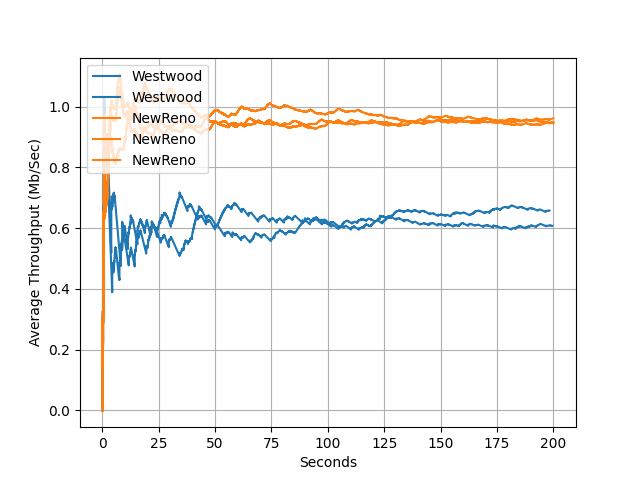 Westwood
Westwood
NewReno
NewReno
NewReno
1.0
0.8
0.6
0.4
0.2
0.0
Average Throughput (Mb/Sec)
0 25 50 75 100 125 150 175 200
Seconds